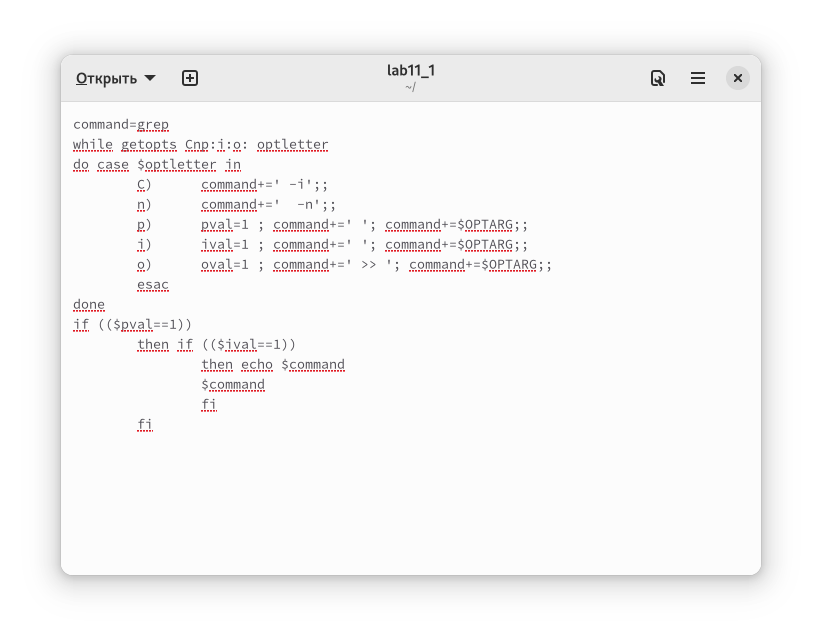 Открыть
lab11_1
~/
command=grep
while getopts Cnp:i:o: optletter
do case $optletter in
C) command+=' -i';;
n) command+='  -n';;
p) pval=1 ; command+=' '; command+=$OPTARG;;
i) ival=1 ; command+=' '; command+=$OPTARG;;
o) oval=1 ; command+=' >> '; command+=$OPTARG;;
esac
done
if (($pval==1))
then if (($ival==1))
then echo $command
$command
fi
fi